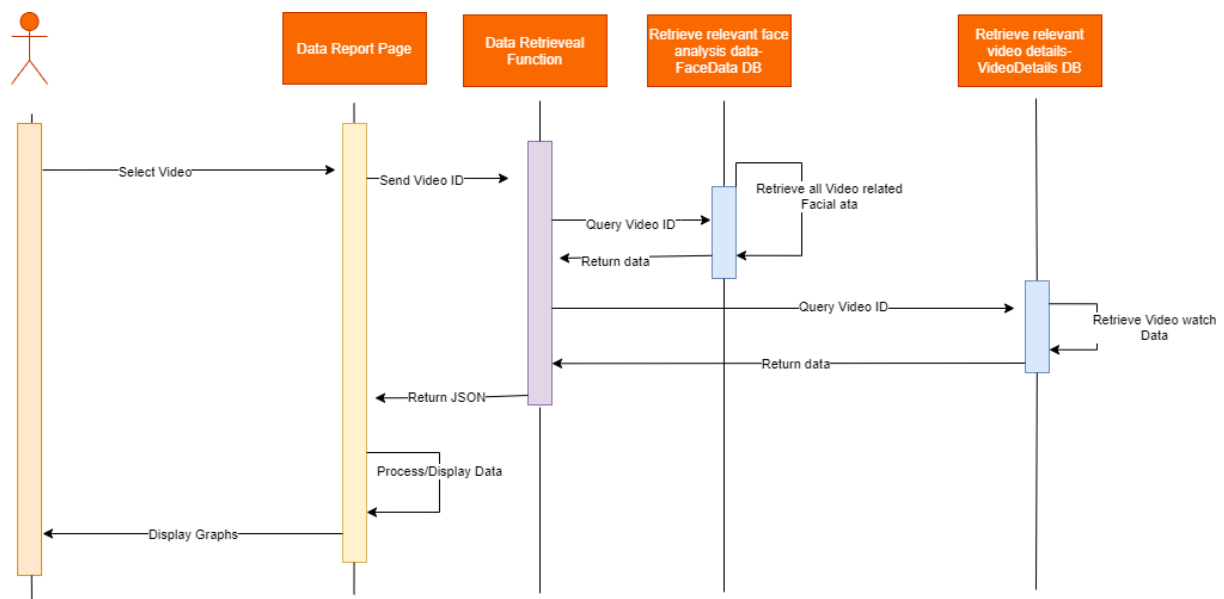 Data Report Page
Data Retrieveal
Function
Retrieve relevant face
analysis data-
FaceData DB
Retrieve relevant
video details-
VideoDetails DB
Select Video
Send Video ID
Retrieve all Video related
Facial ata
Query Video ID
Return data
Query Video ID
Retrieve Video watch
Data
Return data
Return JSON
Process/Display Data
Display Graphs